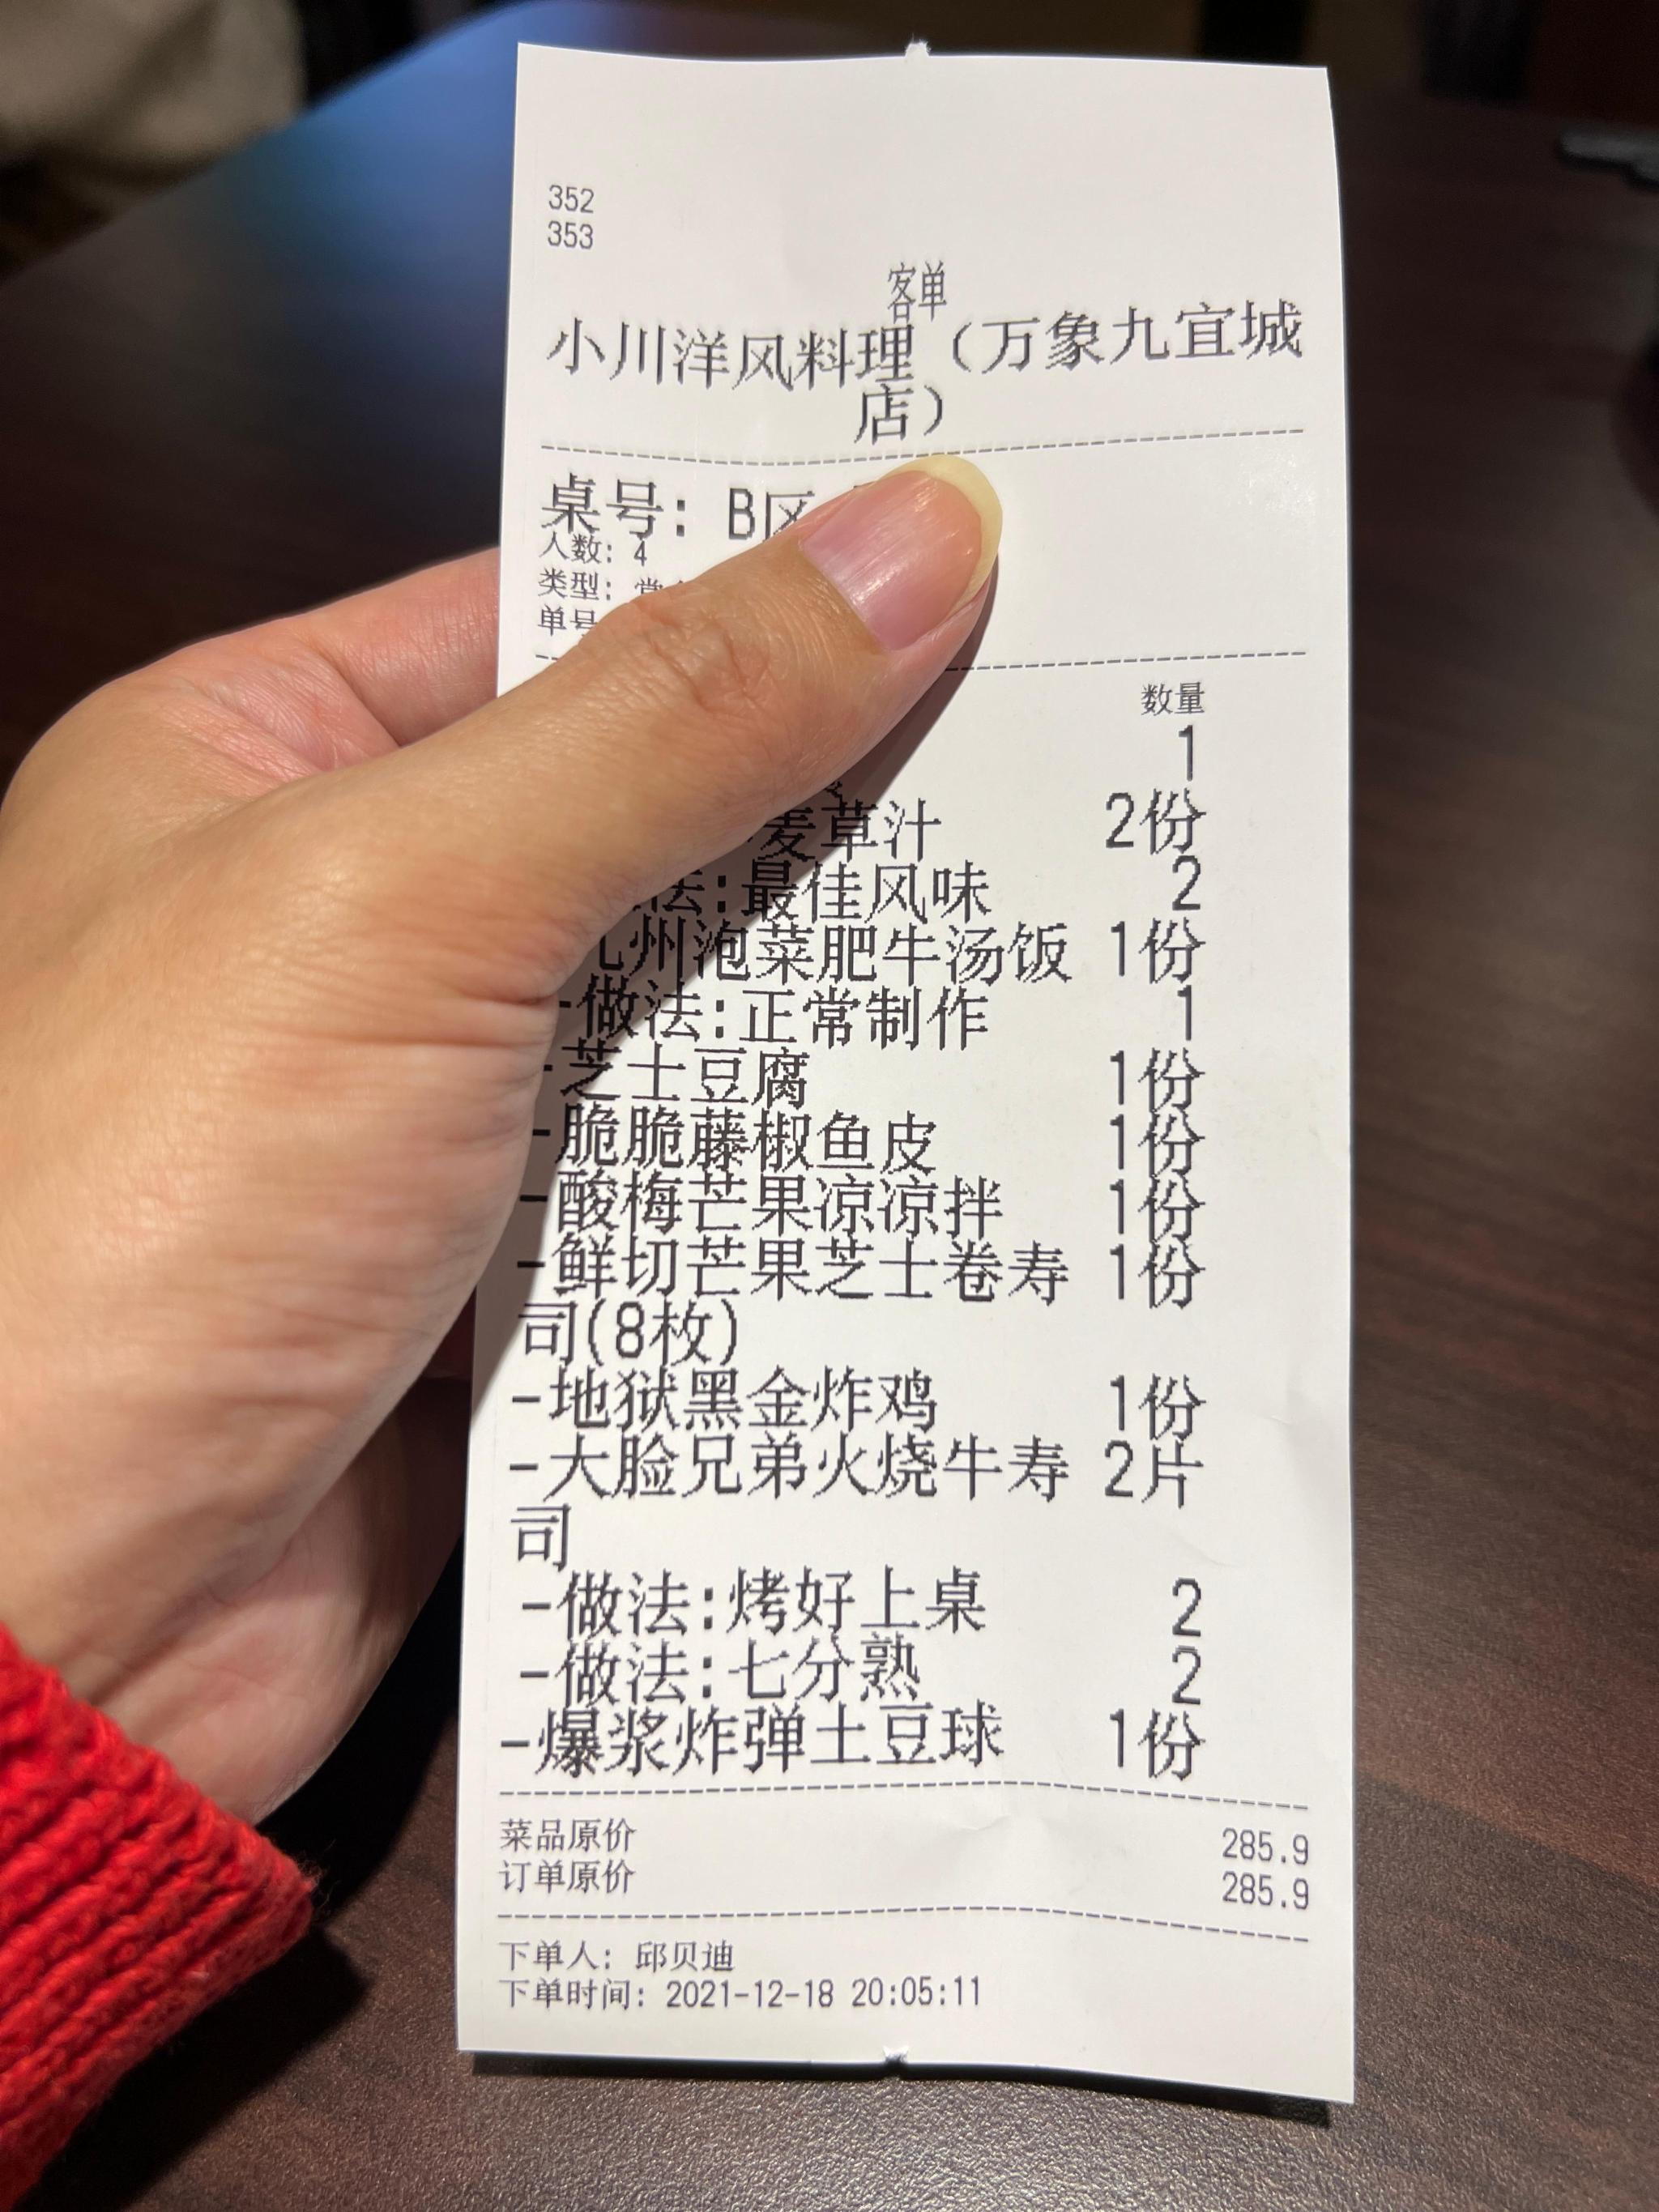 352
353
客单
小川洋风料理（万象九宜城
店）
桌号: B区
人数: 4
类型: 堂
单号
数量
1
麦草汁 2份
法:最佳风味 2
九州泡菜肥牛汤饭 1份
-做法:正常制作 1
-芝士豆腐 1份
-脆脆藤椒鱼皮 1份
-酸梅芒果凉凉拌 1份
-鲜切芒果芝士卷寿 1份
司(8枚)
-地狱黑金炸鸡 1份
-大脸兄弟火烧牛寿 2片
司
-做法:烤好上桌 2
-做法:七分熟 2
-爆浆炸弹土豆球 1份
菜品原价 285.9
订单原价 285.9
下单人: 邱贝迪
下单时间: 2021-12-18 20:05:11